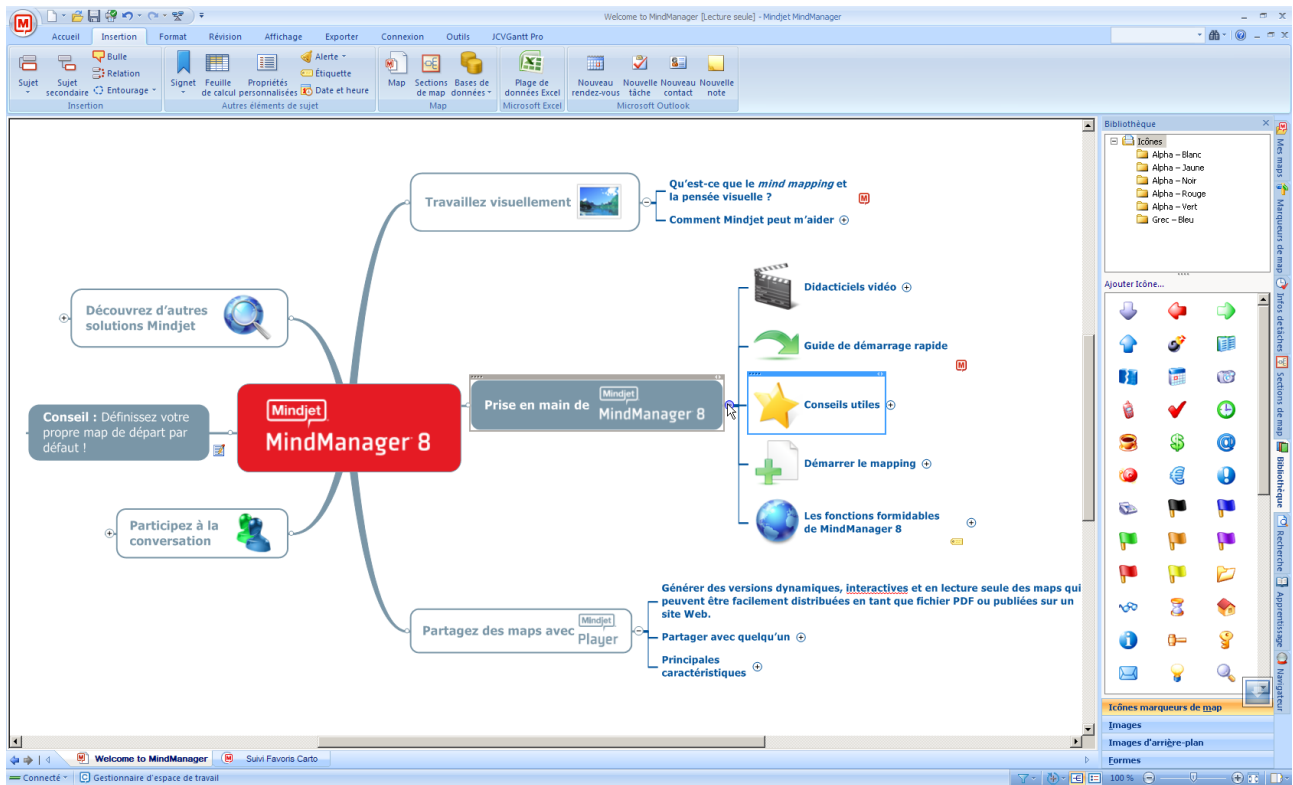 Welcome to MindManager [Lecture seule] - Mindjet MindManager
Accueil Insertion Format Révision Affichage Exporter Connexion Outils JCVGantt Pro
Sujet
Sujet secondaire
Bulle
Relation
Entourage
Insertion
Signet
Feuille de calcul
Propriétés personnalisées
Alerte
Étiquette
Date et heure
Autres éléments de sujet
Map
Sections de map
Bases de données
Map
Plage de données Excel
Microsoft Excel
Nouveau rendez-vous
Nouvelle tâche
Nouveau contact
Nouvelle note
Microsoft Outlook
Travaillez visuellement
Qu'est-ce que le mind mapping et
la pensée visuelle ?
Comment Mindjet peut m'aider
Découvrez d'autres
solutions Mindjet
Conseil : Définissez votre
propre map de départ par
défaut !
Participez à la
conversation
Mindjet
MindManager 8
Prise en main de Mindjet MindManager 8
Didacticiels vidéo
Guide de démarrage rapide
Conseils utiles
Démarrer le mapping
Les fonctions formidables
de MindManager 8
Partagez des maps avec Mindjet Player
Générer des versions dynamiques, interactives et en lecture seule des maps qui
peuvent être facilement distribuées en tant que fichier PDF ou publiées sur un
site Web.
Partager avec quelqu'un
Principales
caractéristiques
Bibliothèque
Icônes
Alpha – Blanc
Alpha – Jaune
Alpha – Noir
Alpha – Rouge
Alpha – Vert
Grec – Bleu
Ajouter Icône...
Icônes marqueurs de map
Images
Images d'arrière-plan
Formes
Mes maps
Marqueurs de map
Infos de tâches
Sections de map
Bibliothèque
Recherche
Apprentissage
Navigateur
Welcome to MindManager
Suivi Favoris Carto
Connecté
Gestionnaire d'espace de travail
100 %